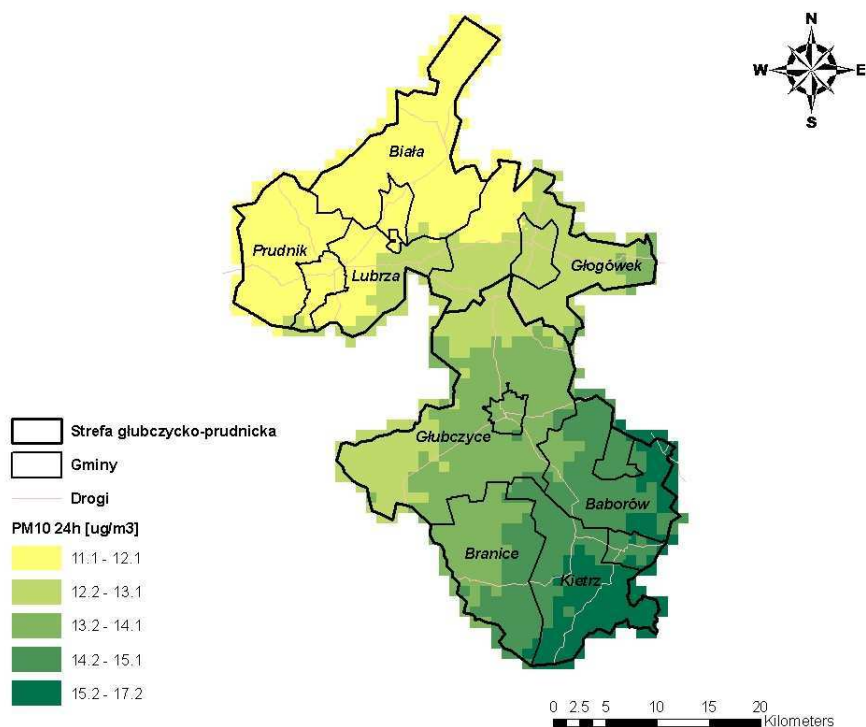 N
W E
S
Biała
Prudnik
Lubrza
Głogówek
Głubczyce
Baborów
Branice
Kietrz
Strefa głubczycko-prudnicka
Gminy
Drogi
PM10 24h [ug/m3]
11.1 - 12.1
12.2 - 13.1
13.2 - 14.1
14.2 - 15.1
15.2 - 17.2
0 2.5 5 10 15 20
Kilometers